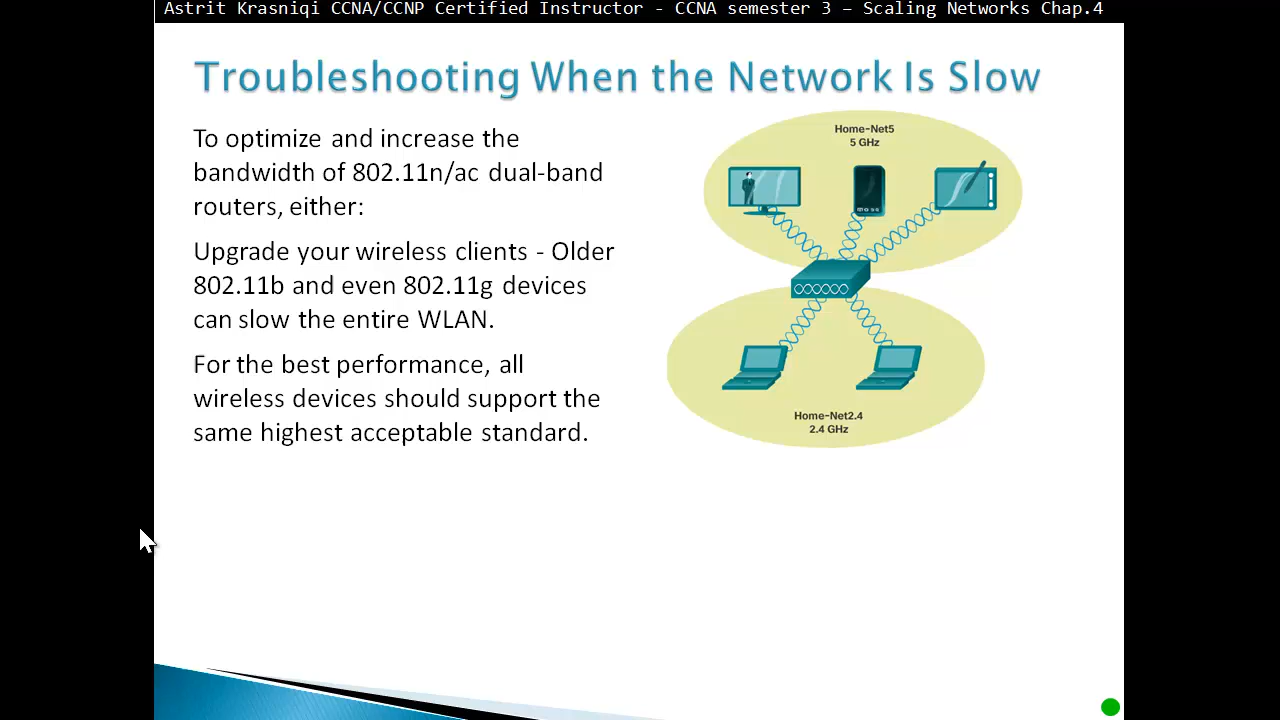 Astrit Krasniqi CCNA/CCNP Certified Instructor - CCNA semester 3 – Scaling Networks Chap.4
Troubleshooting When the Network Is Slow
To optimize and increase the
bandwidth of 802.11n/ac dual-band
routers, either:
Upgrade your wireless clients - Older
802.11b and even 802.11g devices
can slow the entire WLAN.
For the best performance, all
wireless devices should support the
same highest acceptable standard.
Home-Net5
5 GHz
Home-Net2.4
2.4 GHz